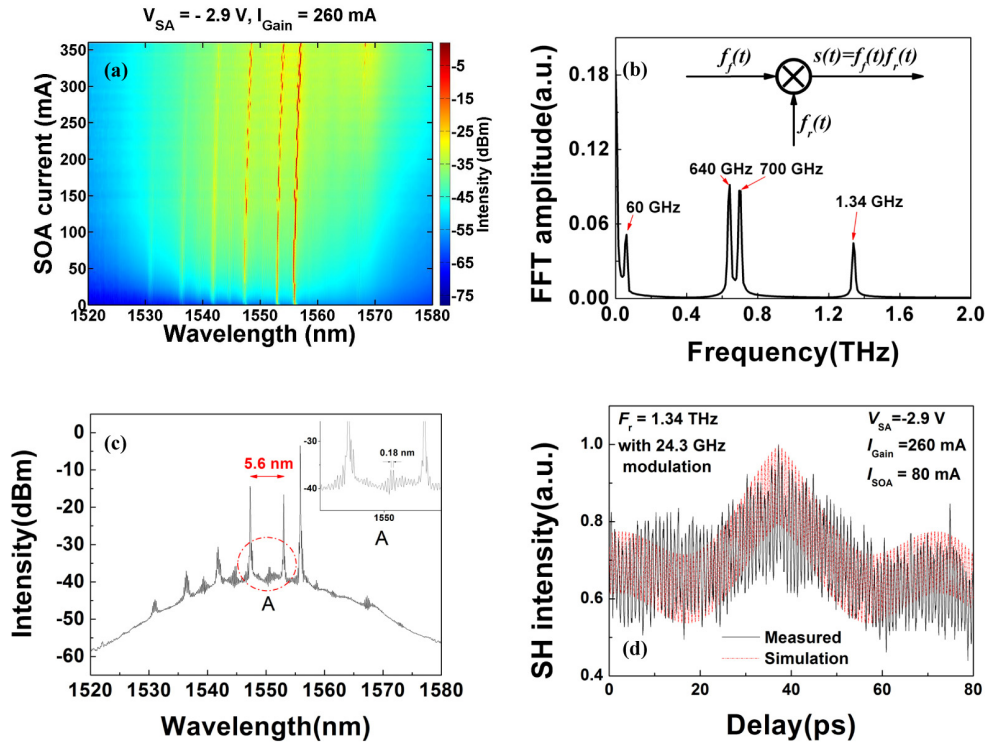 V_SA = - 2.9 V, I_Gain = 260 mA
(a)
SOA current (mA)
350
300
250
200
150
100
50
0
1520 1530 1540 1550 1560 1570 1580
Wavelength (nm)
-5
-15
-25
-35
-45
-55
-65
-75
Intensity (dBm)
(b)
f_f(t)
s(t)=f_f(t)f_r(t)
f_r(t)
FFT amplitude(a.u.)
0.18
0.12
0.06
0.00
60 GHz
640 GHz
700 GHz
1.34 THz
0.0 0.4 0.8 1.2 1.6 2.0
Frequency(THz)
(c)
Intensity(dBm)
0
-10
-20
-30
-40
-50
-60
5.6 nm
A
-30
-40
0.18 nm
1550
A
1520 1530 1540 1550 1560 1570 1580
Wavelength(nm)
SH intensity(a.u.)
1.0
0.8
0.6
0.4
F_r = 1.34 THz
with 24.3 GHz
modulation
V_SA=-2.9 V
I_Gain =260 mA
I_SOA = 80 mA
Measured
Simulation
(d)
0 20 40 60 80
Delay(ps)